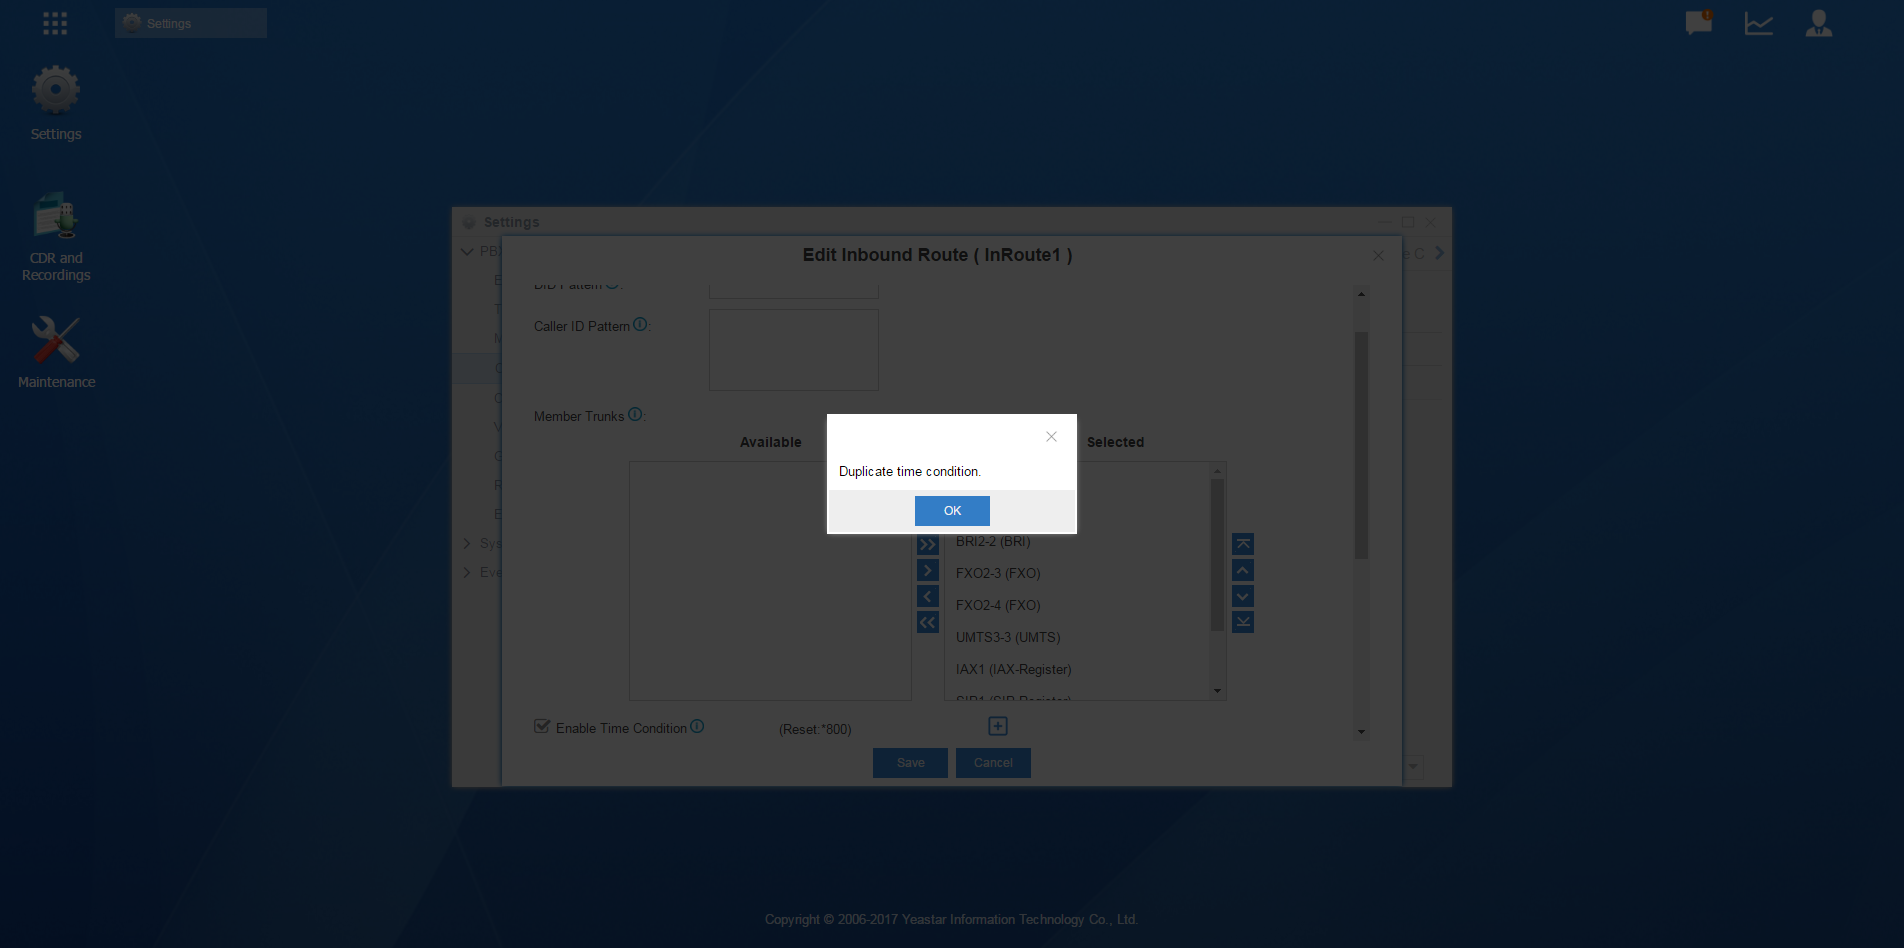 Settings
!
Settings
CDR and
Recordings
Maintenance
Settings
PB
Edit Inbound Route ( InRoute1 )
e C
DID Pattern :
Caller ID Pattern :
Member Trunks :
Available
Selected
Duplicate time condition.
OK
BRI2-2 (BRI)
FXO2-3 (FXO)
FXO2-4 (FXO)
UMTS3-3 (UMTS)
IAX1 (IAX-Register)
SIP1 (SIP-Register)
Sys
Eve
Enable Time Condition
(Reset:*800)
Save
Cancel
Copyright © 2006-2017 Yeastar Information Technology Co., Ltd.